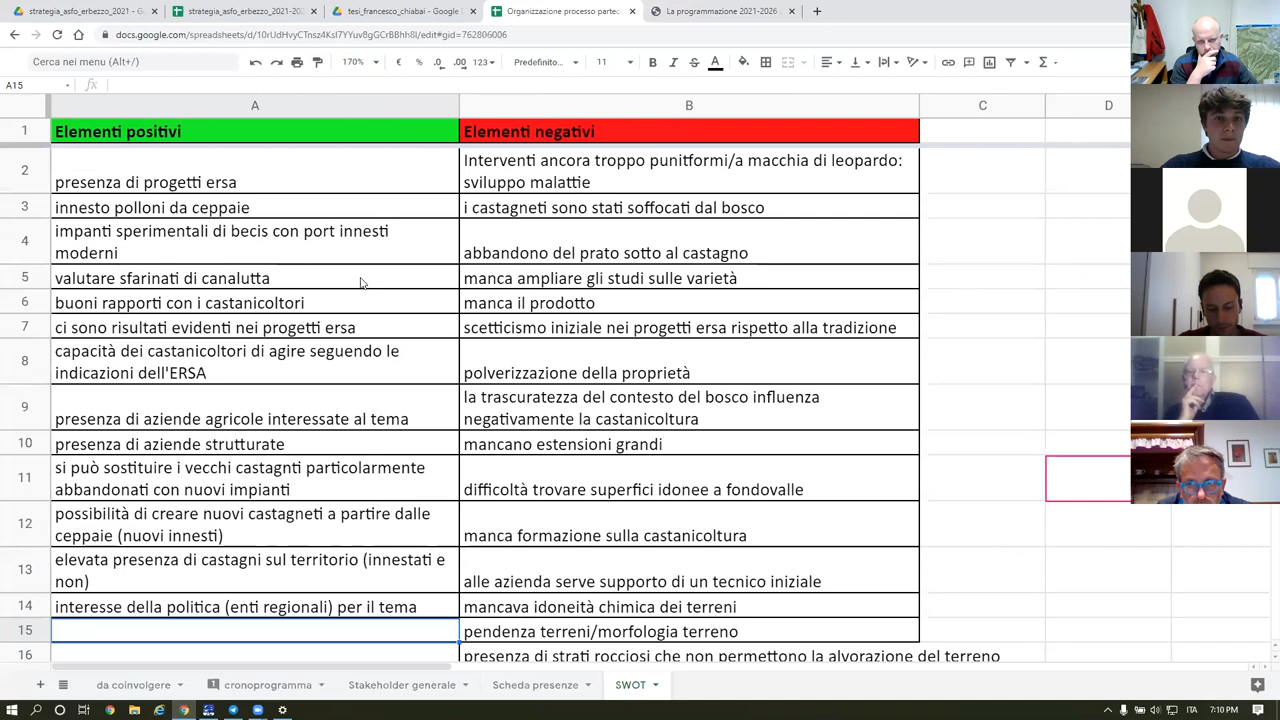 strategia_asfo_erbezzo_2021 - G
strategia_asfo_erbezzo_2021-202
tesi_francesco_chiabai - Google D
Organizzazione processo partec
La programmazione 2021-2026 d
docs.google.com/spreadsheets/d/10rUdHvyCTnsz4Ksl7YYuv8gGCrBBhh8l/edit#gid=762806006
Cerca nei menu (Alt+/)
170%
€ % .0 .00 123
Predefinito...
11
B I S A
A15
fx
A B C D
1 Elementi positivi Elementi negativi
2 presenza di progetti ersa
Interventi ancora troppo punitformi/a macchia di leopardo:
sviluppo malattie
3 innesto polloni da ceppaie
i castagneti sono stati soffocati dal bosco
4 impianti sperimentali di becis con port innesti
moderni
abbandono del prato sotto al castagno
5 valutare sfarinati di canalutta
manca ampliare gli studi sulle varietà
6 buoni rapporti con i castanicoltori
manca il prodotto
7 ci sono risultati evidenti nei progetti ersa
scetticismo iniziale nei progetti ersa rispetto alla tradizione
8 capacità dei castanicoltori di agire seguendo le
indicazioni dell'ERSA
polverizzazione della proprietà
9 presenza di aziende agricole interessate al tema
la trascuratezza del contesto del bosco influenza
negativamente la castanicoltura
10 presenza di aziende strutturate
mancano estensioni grandi
11 si può sostituire i vecchi castagnti particolarmente
abbandonati con nuovi impianti
difficoltà trovare superfici idonee a fondovalle
12 possibilità di creare nuovi castagneti a partire dalle
ceppaie (nuovi innesti)
manca formazione sulla castanicoltura
13 elevata presenza di castagni sul territorio (innestati e
non)
alle azienda serve supporto di un tecnico iniziale
14 interesse della politica (enti regionali) per il tema
mancava idoneità chimica dei terreni
15 pendenza terreni/morfologia terreno
16 presenza di strati rocciosi che non permettono la alvorazione del terreno
da coinvolgere
1 cronoprogramma
Stakeholder generale
Scheda presenze
SWOT
ITA
7:10 PM